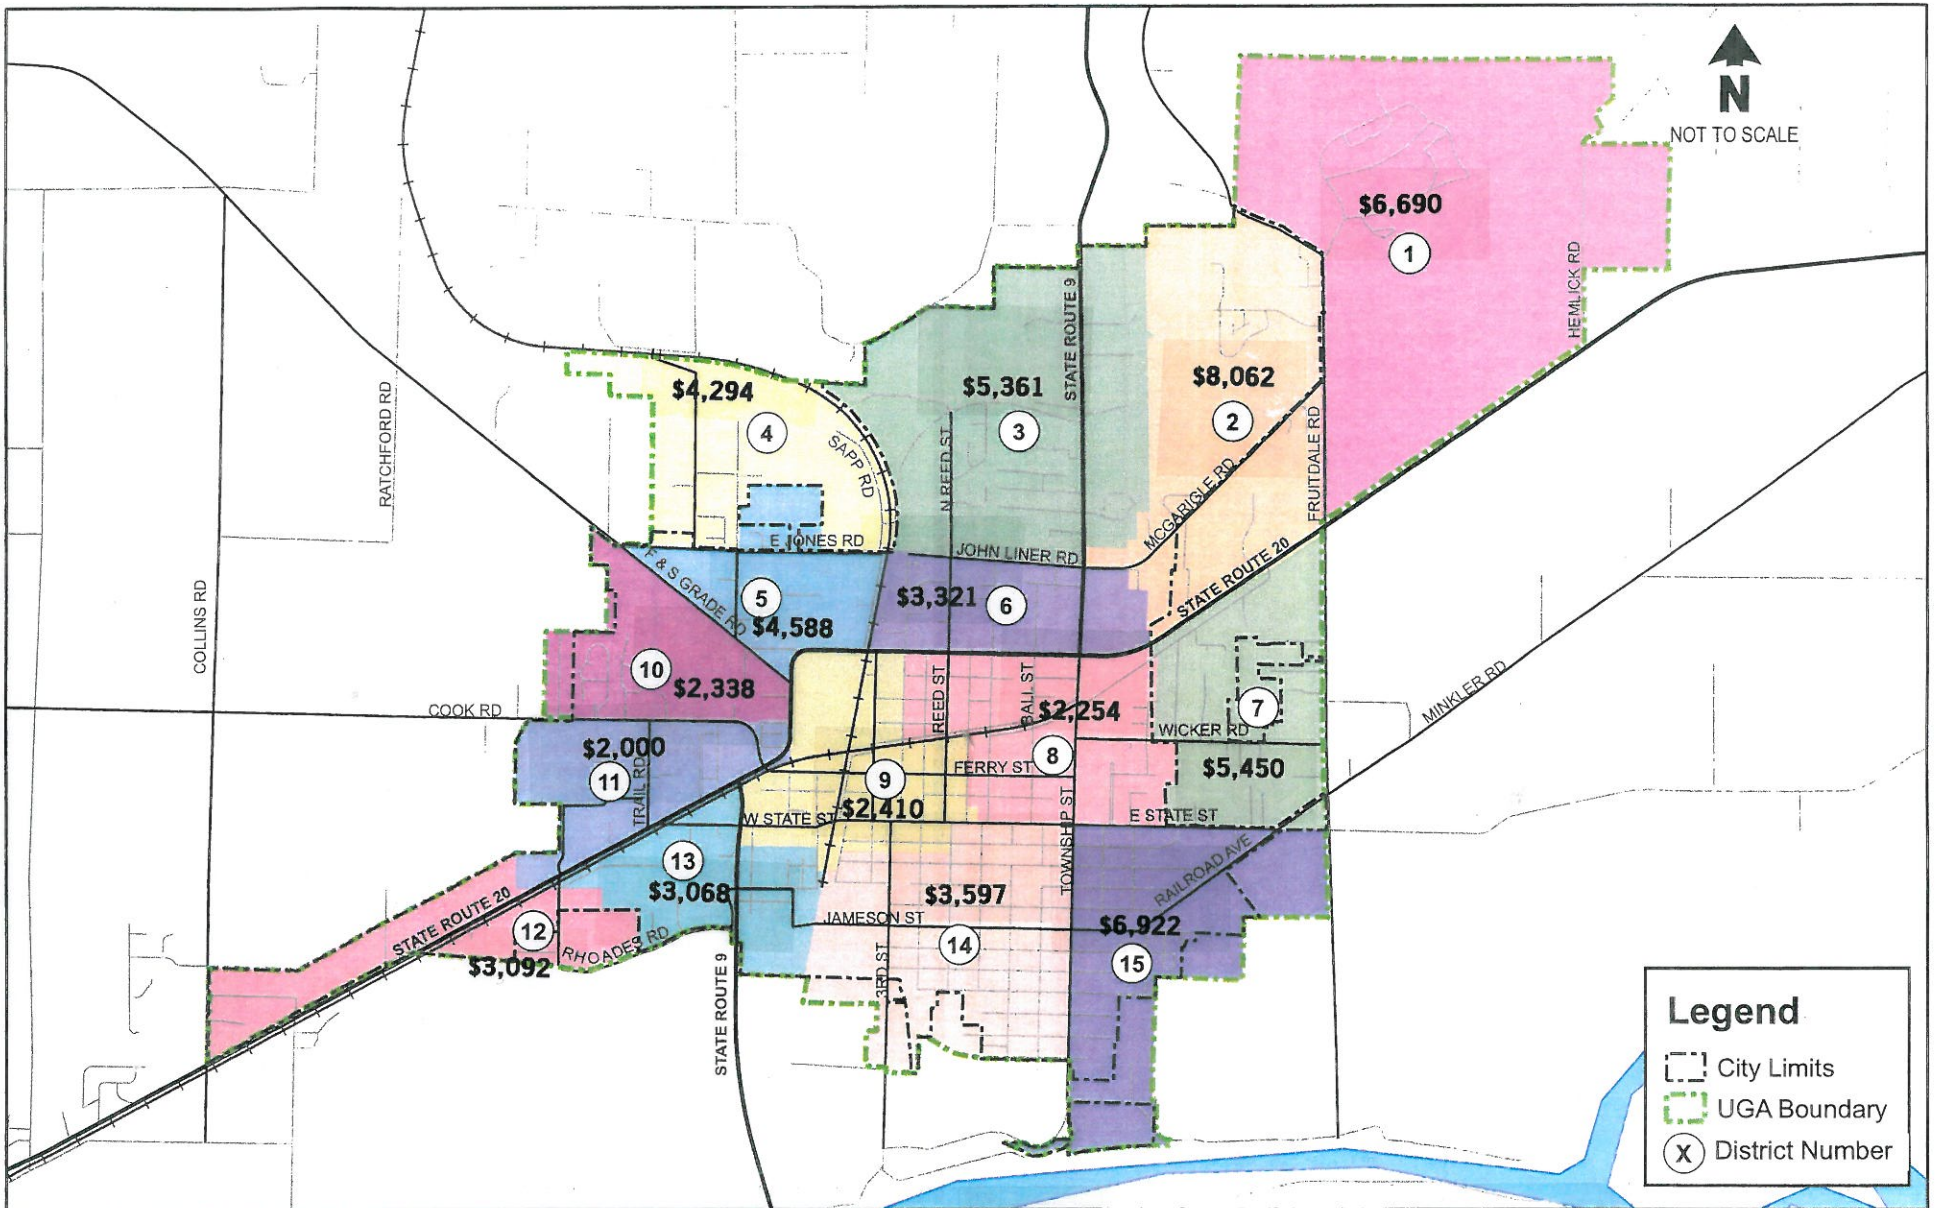 N
NOT TO SCALE
$6,690
1
HEMLICK RD
STATE ROUTE 9
$8,062
2
$5,361
3
$4,294
4
SAPP RD
N REED ST
RATCHFORD RD
FRUITDALE RD
MCGARIGLE RD
E JONES RD
JOHN LINER RD
STATE ROUTE 20
F & S GRADE RD
5
$4,588
$3,321
6
COLLINS RD
10
$2,338
COOK RD
REED ST
BALL ST
$2,254
8
7
WICKER RD
$5,450
MINKLER RD
$2,000
11
TRAIL RD
9
$2,410
FERRY ST
W STATE ST
E STATE ST
TOWNSHIP ST
13
$3,068
$3,597
JAMESON ST
14
3RD ST
RAILROAD AVE
$6,922
15
STATE ROUTE 20
12
RHOADES RD
$3,092
STATE ROUTE 9
Legend
City Limits
UGA Boundary
X District Number